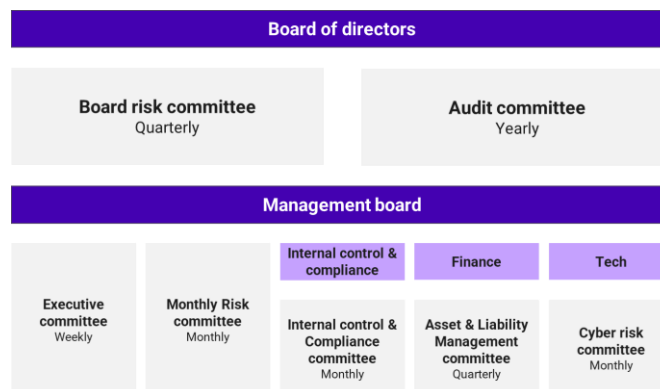 Board of directors
Board risk committee
Quarterly
Audit committee
Yearly
Management board
Executive
committee
Weekly
Monthly Risk
committee
Monthly
Internal control &
compliance
Internal control &
Compliance
committee
Monthly
Finance
Asset & Liability
Management
committee
Quarterly
Tech
Cyber risk
committee
Monthly